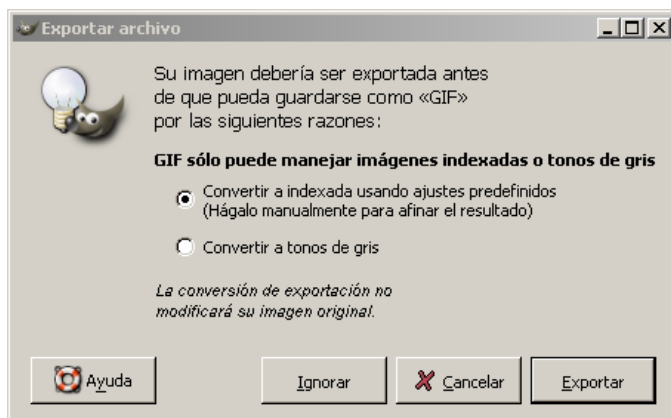 Exportar archivo
Su imagen debería ser exportada antes
de que pueda guardarse como «GIF»
por las siguientes razones:
GIF sólo puede manejar imágenes indexadas o tonos de gris
Convertir a indexada usando ajustes predefinidos
(Hágalo manualmente para afinar el resultado)
Convertir a tonos de gris
La conversión de exportación no
modificará su imagen original.
Ayuda Ignorar Cancelar Exportar